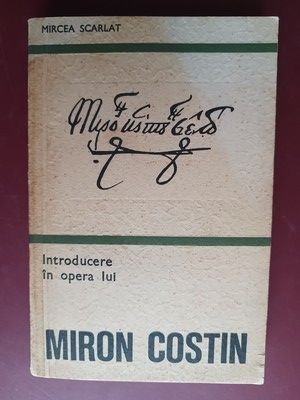 MIRCEA SCARLAT
Introducere
în opera lui
MIRON COSTIN